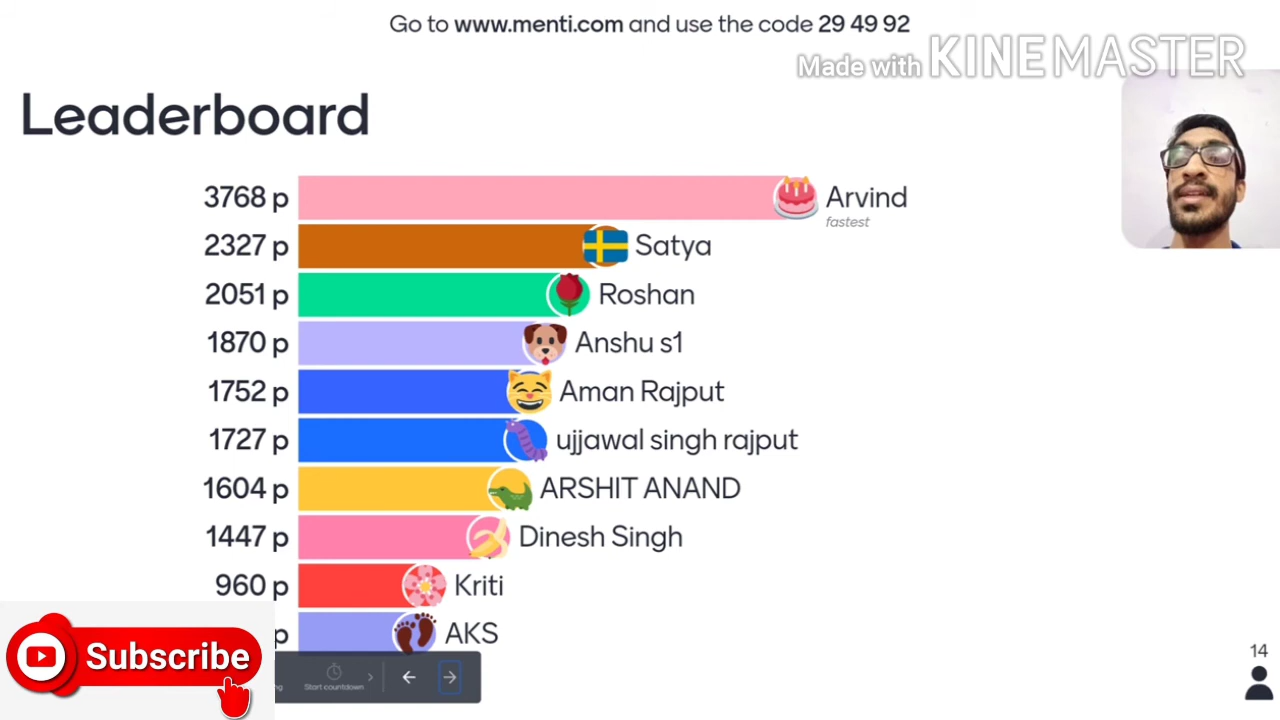 Go to www.menti.com and use the code 29 49 92
Made with KINEMASTER
Leaderboard
3768 p Arvind
fastest
2327 p Satya
2051 p Roshan
1870 p Anshu s1
1752 p Aman Rajput
1727 p ujjawal singh rajput
1604 p ARSHIT ANAND
1447 p Dinesh Singh
960 p Kriti
p AKS
Subscribe
Start countdown
14